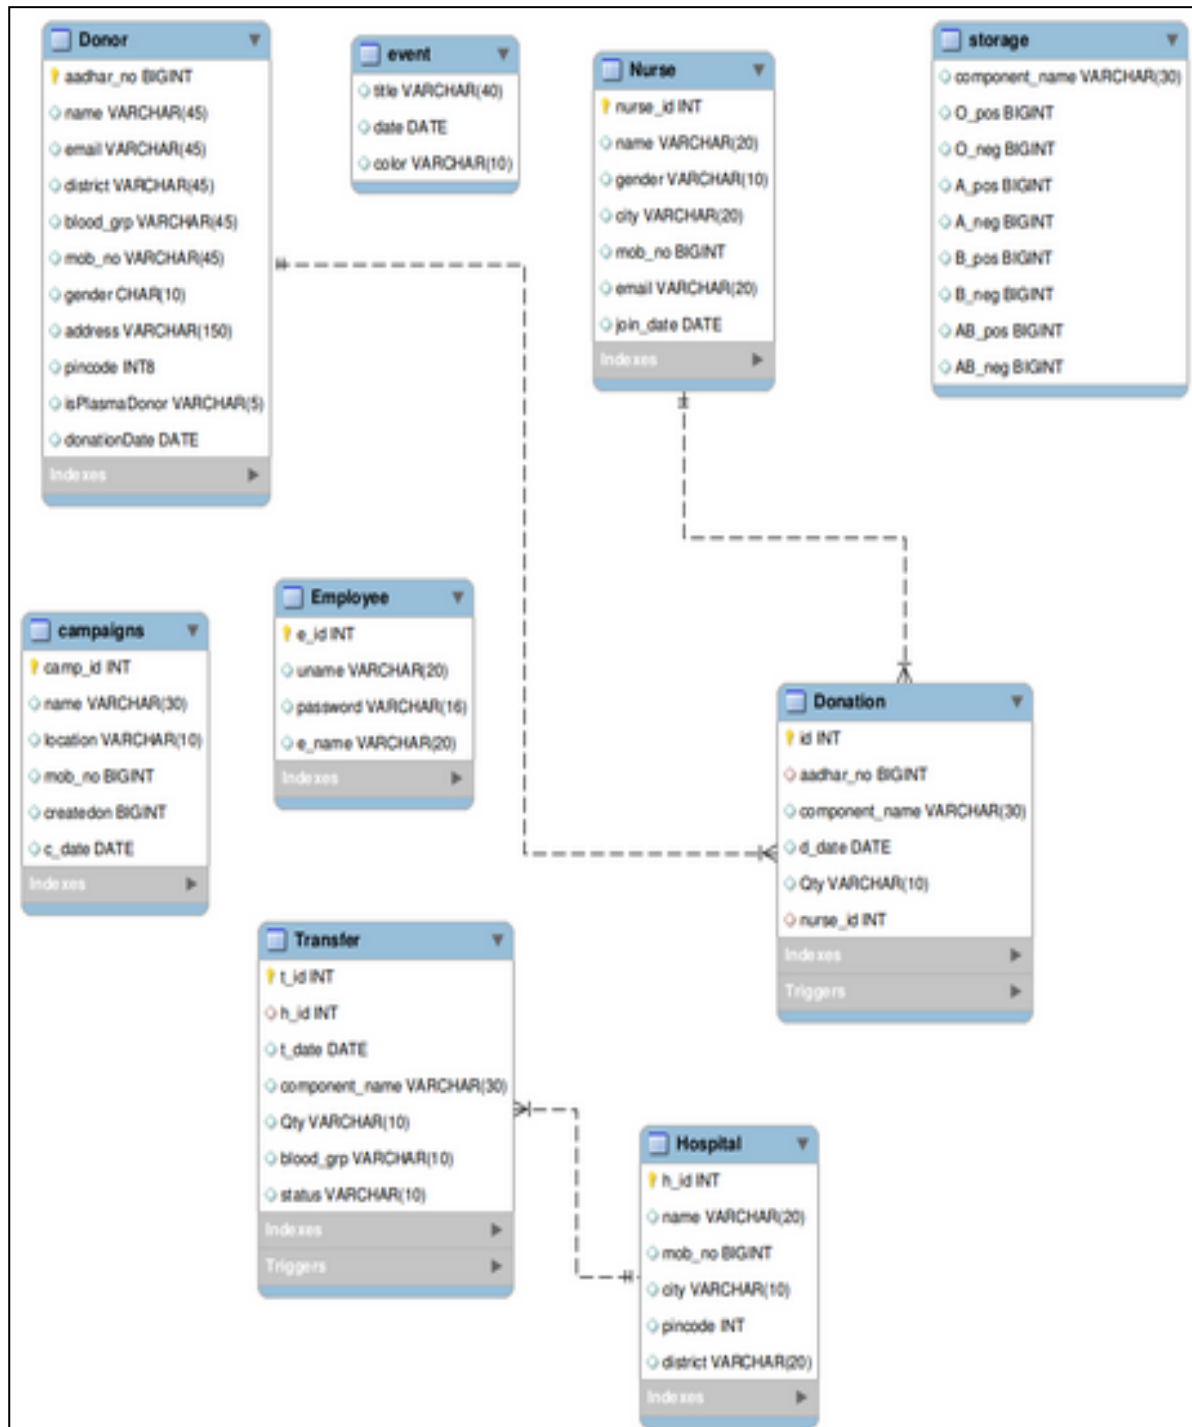 Donor
aadhar_no BIGINT
name VARCHAR(45)
email VARCHAR(45)
district VARCHAR(45)
blood_grp VARCHAR(45)
mob_no VARCHAR(45)
gender CHAR(10)
address VARCHAR(150)
pincode INT8
isPlasmaDonor VARCHAR(5)
donationDate DATE
Indexes
event
title VARCHAR(40)
date DATE
color VARCHAR(10)
Nurse
nurse_id INT
name VARCHAR(20)
gender VARCHAR(10)
city VARCHAR(20)
mob_no BIGINT
email VARCHAR(20)
join_date DATE
Indexes
storage
component_name VARCHAR(30)
O_pos BIGINT
O_neg BIGINT
A_pos BIGINT
A_neg BIGINT
B_pos BIGINT
B_neg BIGINT
AB_pos BIGINT
AB_neg BIGINT
campaigns
camp_id INT
name VARCHAR(30)
location VARCHAR(10)
mob_no BIGINT
createdon BIGINT
c_date DATE
Indexes
Employee
e_id INT
uname VARCHAR(20)
password VARCHAR(16)
e_name VARCHAR(20)
Indexes
Donation
id INT
aadhar_no BIGINT
component_name VARCHAR(30)
d_date DATE
Qty VARCHAR(10)
nurse_id INT
Indexes
Triggers
Transfer
t_id INT
h_id INT
t_date DATE
component_name VARCHAR(30)
Qty VARCHAR(10)
blood_grp VARCHAR(10)
status VARCHAR(10)
Indexes
Triggers
Hospital
h_id INT
name VARCHAR(20)
mob_no BIGINT
city VARCHAR(10)
pincode INT
district VARCHAR(20)
Indexes